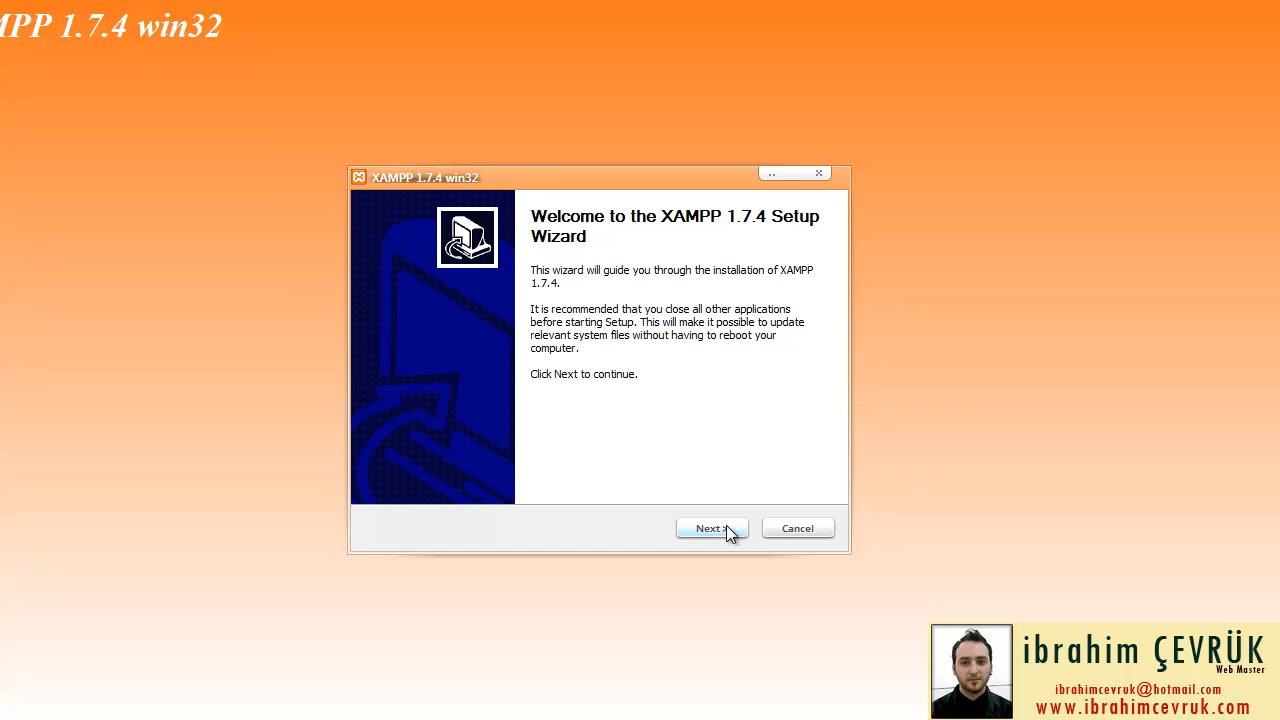 MPP 1.7.4 win32
XAMPP 1.7.4 win32
Welcome to the XAMPP 1.7.4 Setup
Wizard
This wizard will guide you through the installation of XAMPP
1.7.4.
It is recommended that you close all other applications
before starting Setup. This will make it possible to update
relevant system files without having to reboot your
computer.
Click Next to continue.
Next >
Cancel
ibrahim ÇEVRÜK
Web Master
ibrahimcevruk@hotmail.com
www.ibrahimcevruk.com